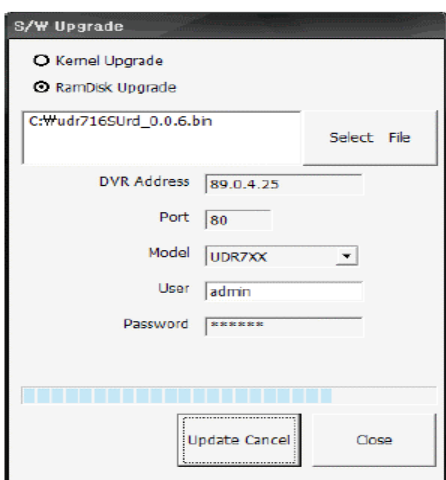 S/₩ Upgrade
Kernel Upgrade
RamDisk Upgrade
C:₩udr716SUrd_0.0.6.bin
Select File
DVR Address 89.0.4.25
Port 80
Model UDR7XX
User admin
Password ******
Update Cancel
Close